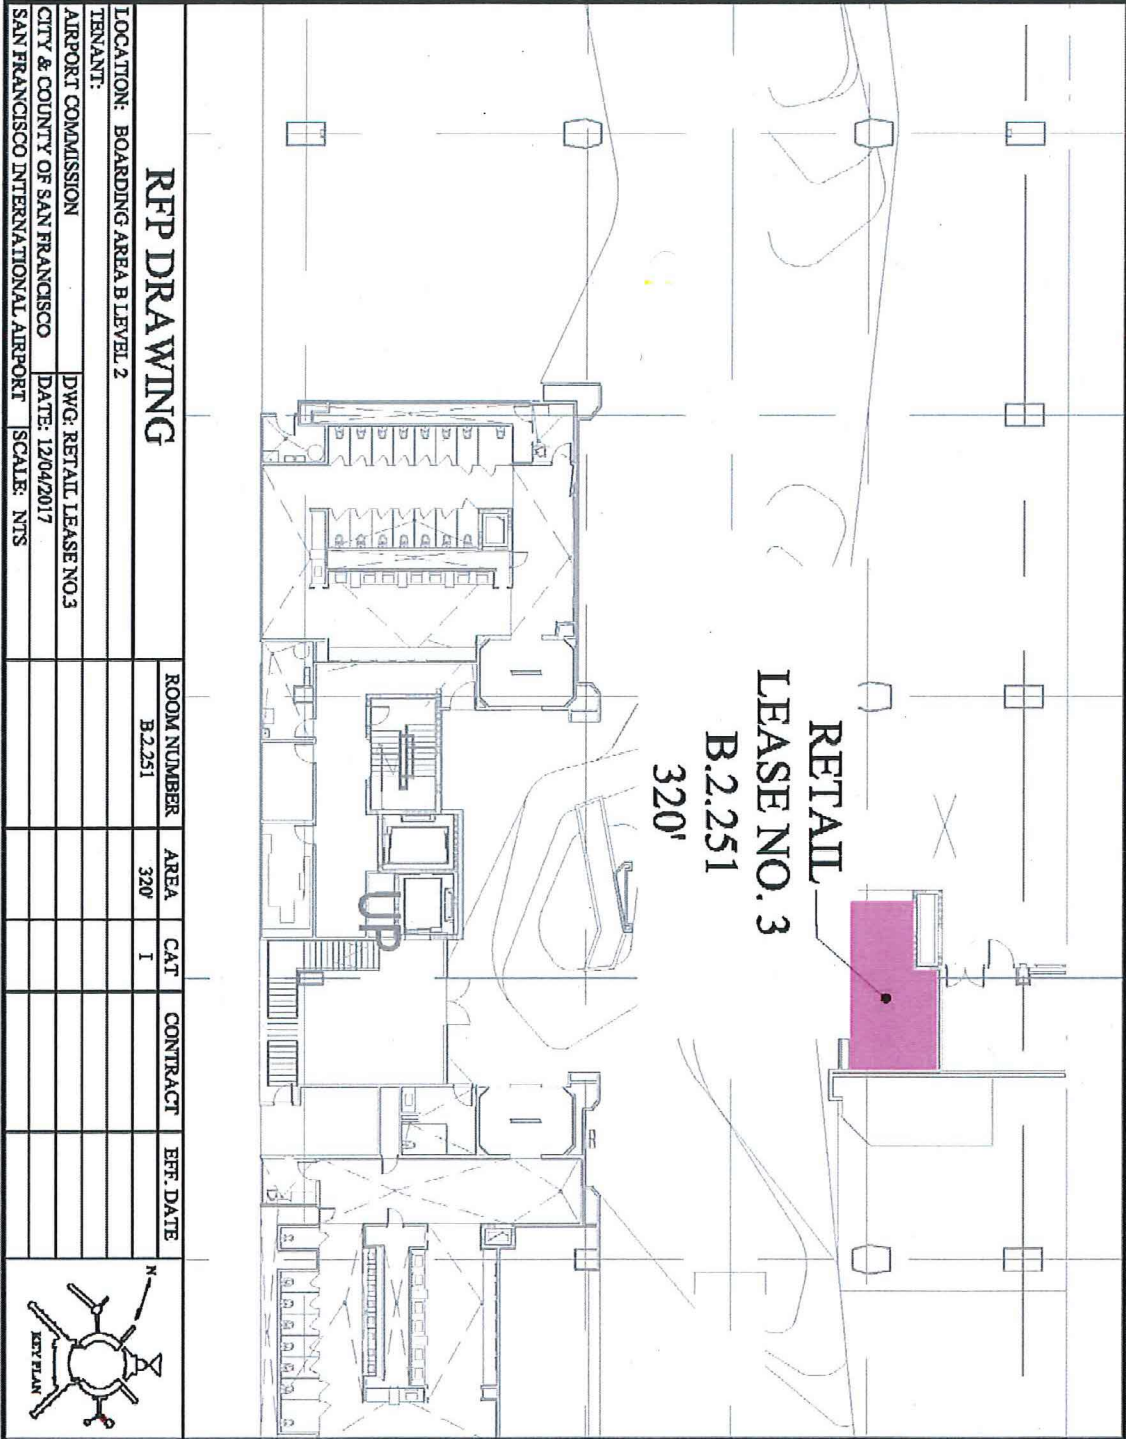 RETAIL
LEASE NO. 3
B.2.251
320'
UP
RFP DRAWING
LOCATION: BOARDING AREA B LEVEL 2
TENANT:
AIRPORT COMMISSION
DWG: RETAIL LEASE NO.3
CITY & COUNTY OF SAN FRANCISCO
DATE: 12/04/2017
SAN FRANCISCO INTERNATIONAL AIRPORT
SCALE: NTS
ROOM NUMBER AREA CAT CONTRACT EFF. DATE
B.2.251 320' I
N
KEY PLAN